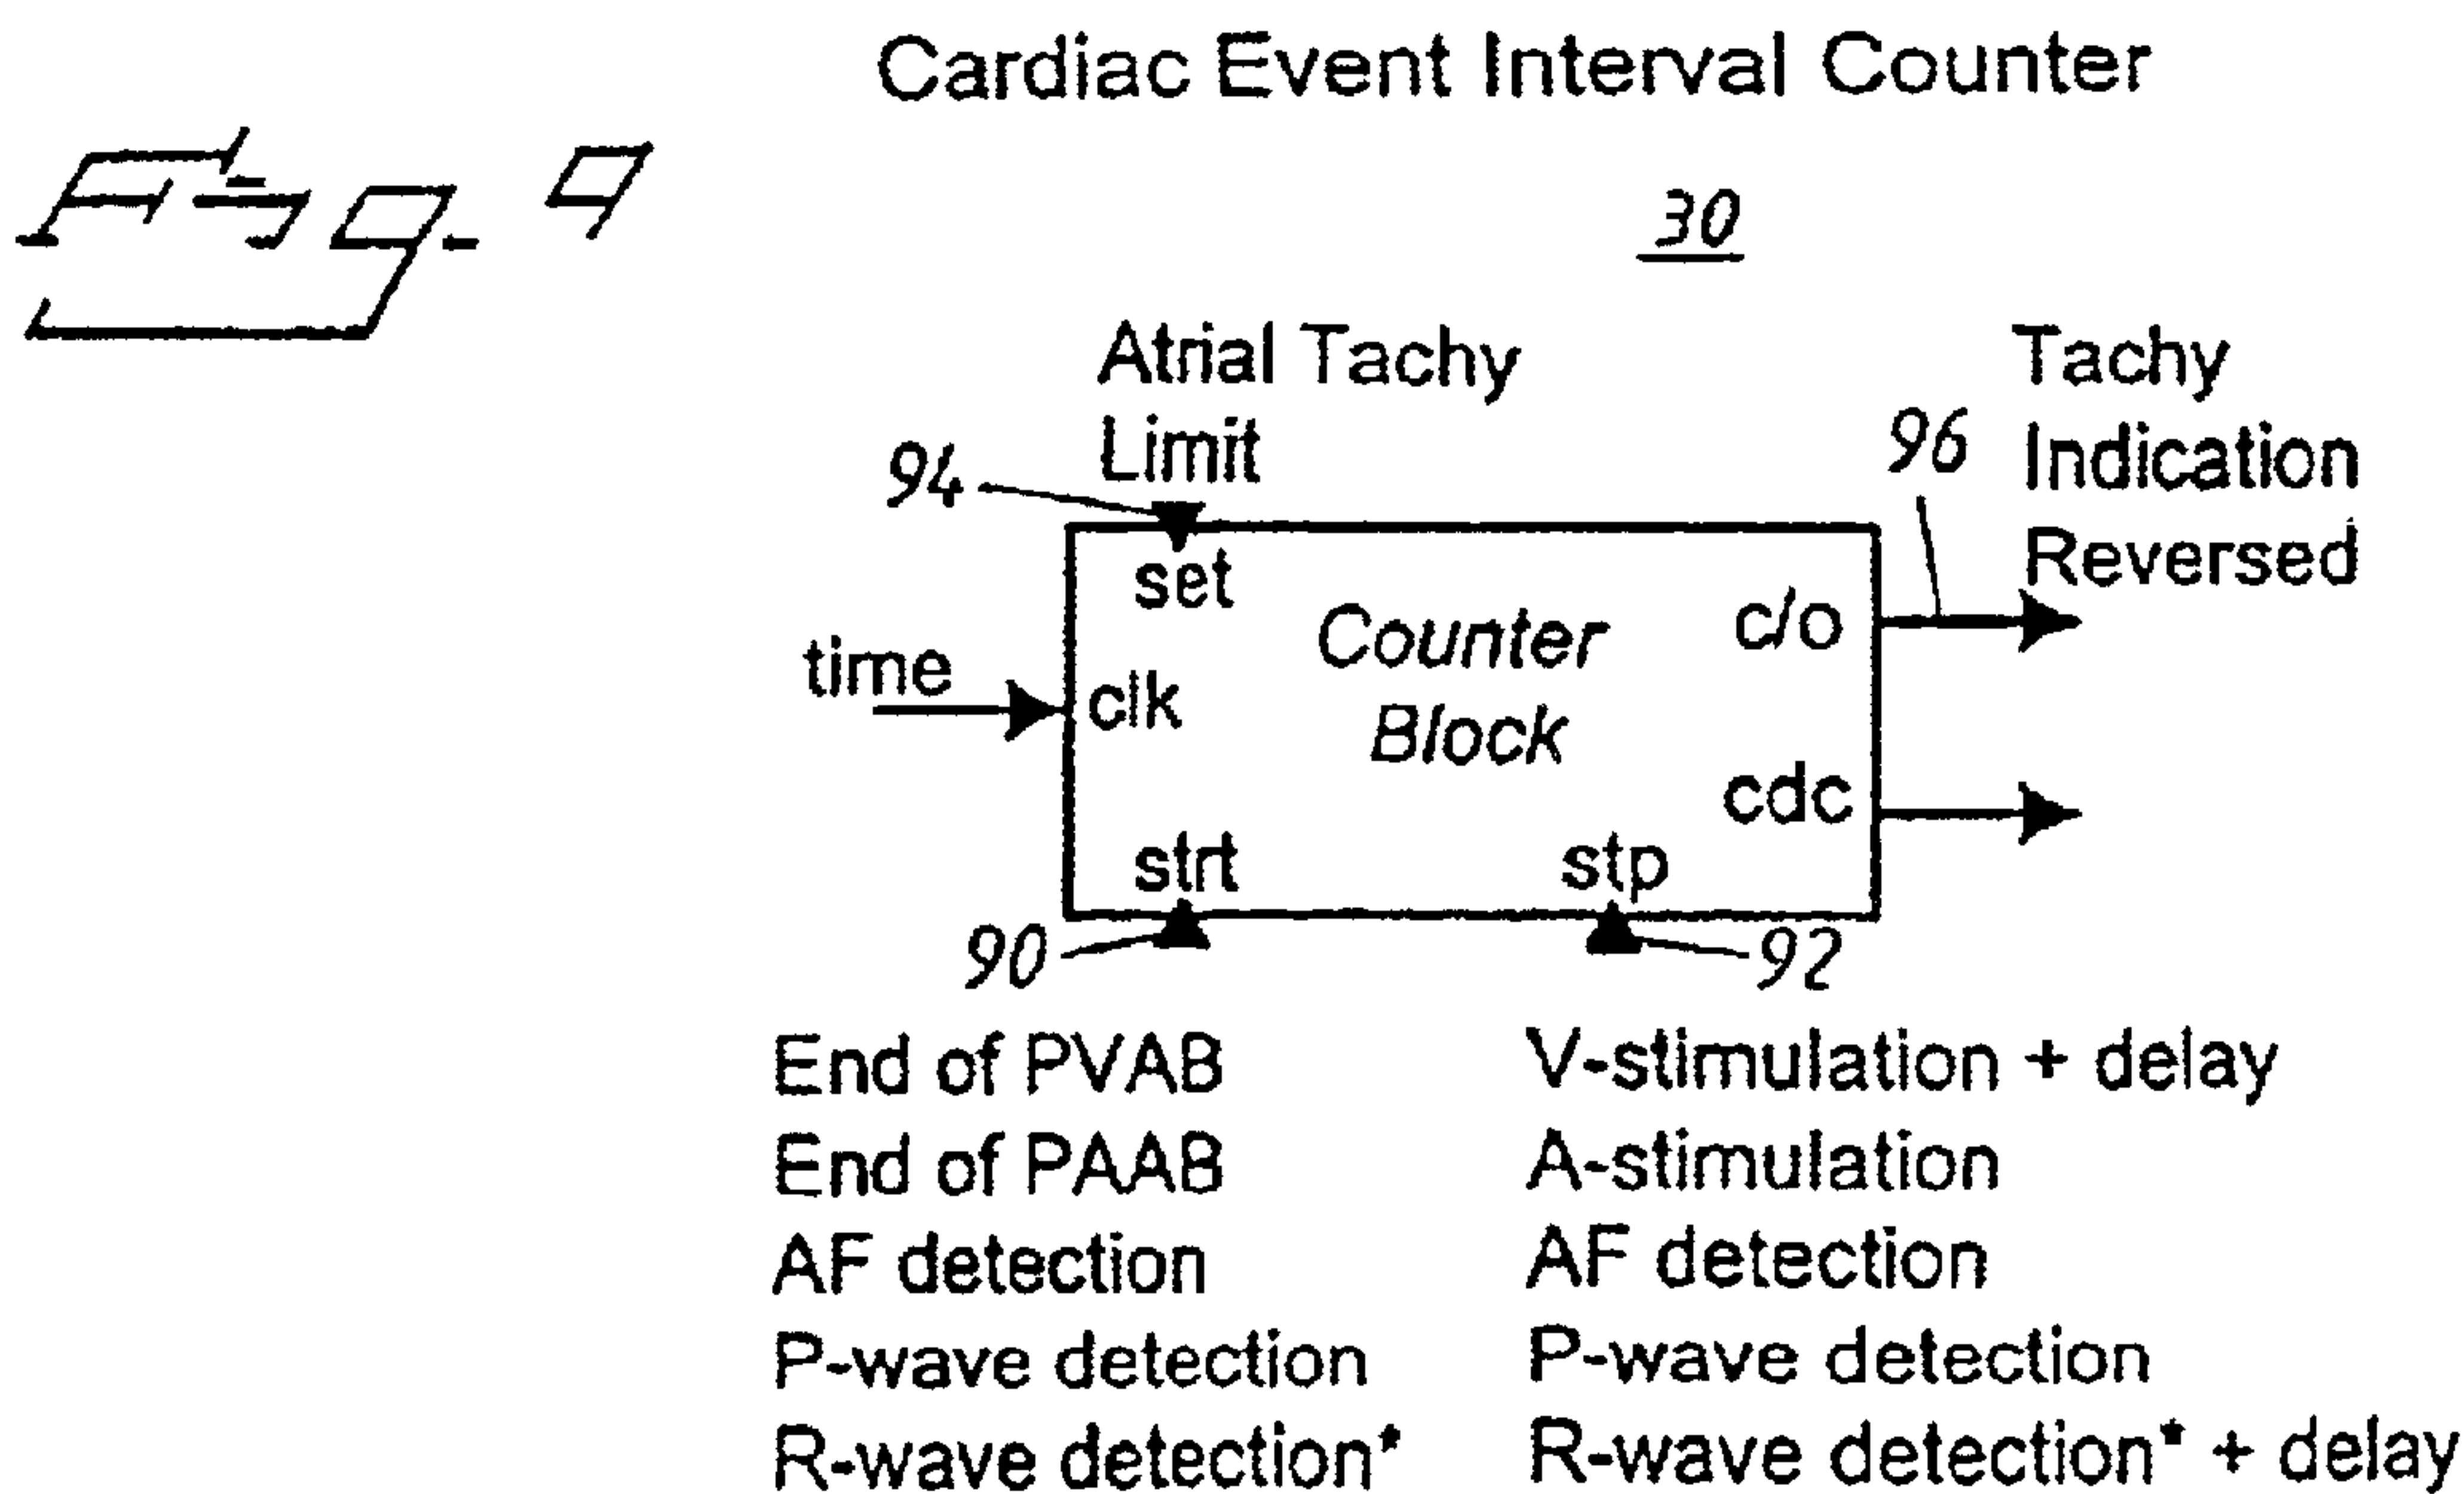 Cardiac Event Interval Counter
Fig. 9
30
Atrial Tachy
Limit
94
Tachy
Indication
Reversed
96
set
Counter
Block
c/o
time
clk
cdc
strt
stp
90
92
End of PVAB
End of PAAB
AF detection
P-wave detection
R-wave detection*
V-stimulation + delay
A-stimulation
AF detection
P-wave detection
R-wave detection* + delay